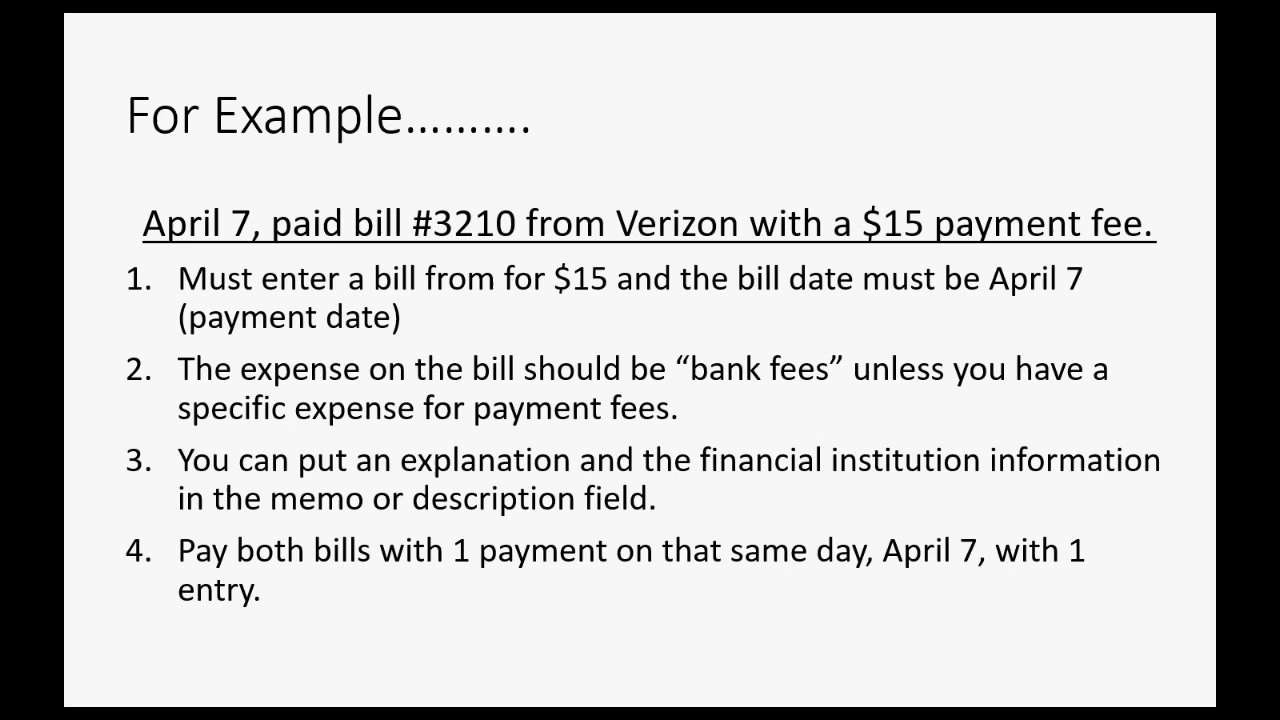 For Example……….
April 7, paid bill #3210 from Verizon with a $15 payment fee.
1. Must enter a bill from for $15 and the bill date must be April 7
(payment date)
2. The expense on the bill should be “bank fees” unless you have a
specific expense for payment fees.
3. You can put an explanation and the financial institution information
in the memo or description field.
4. Pay both bills with 1 payment on that same day, April 7, with 1
entry.